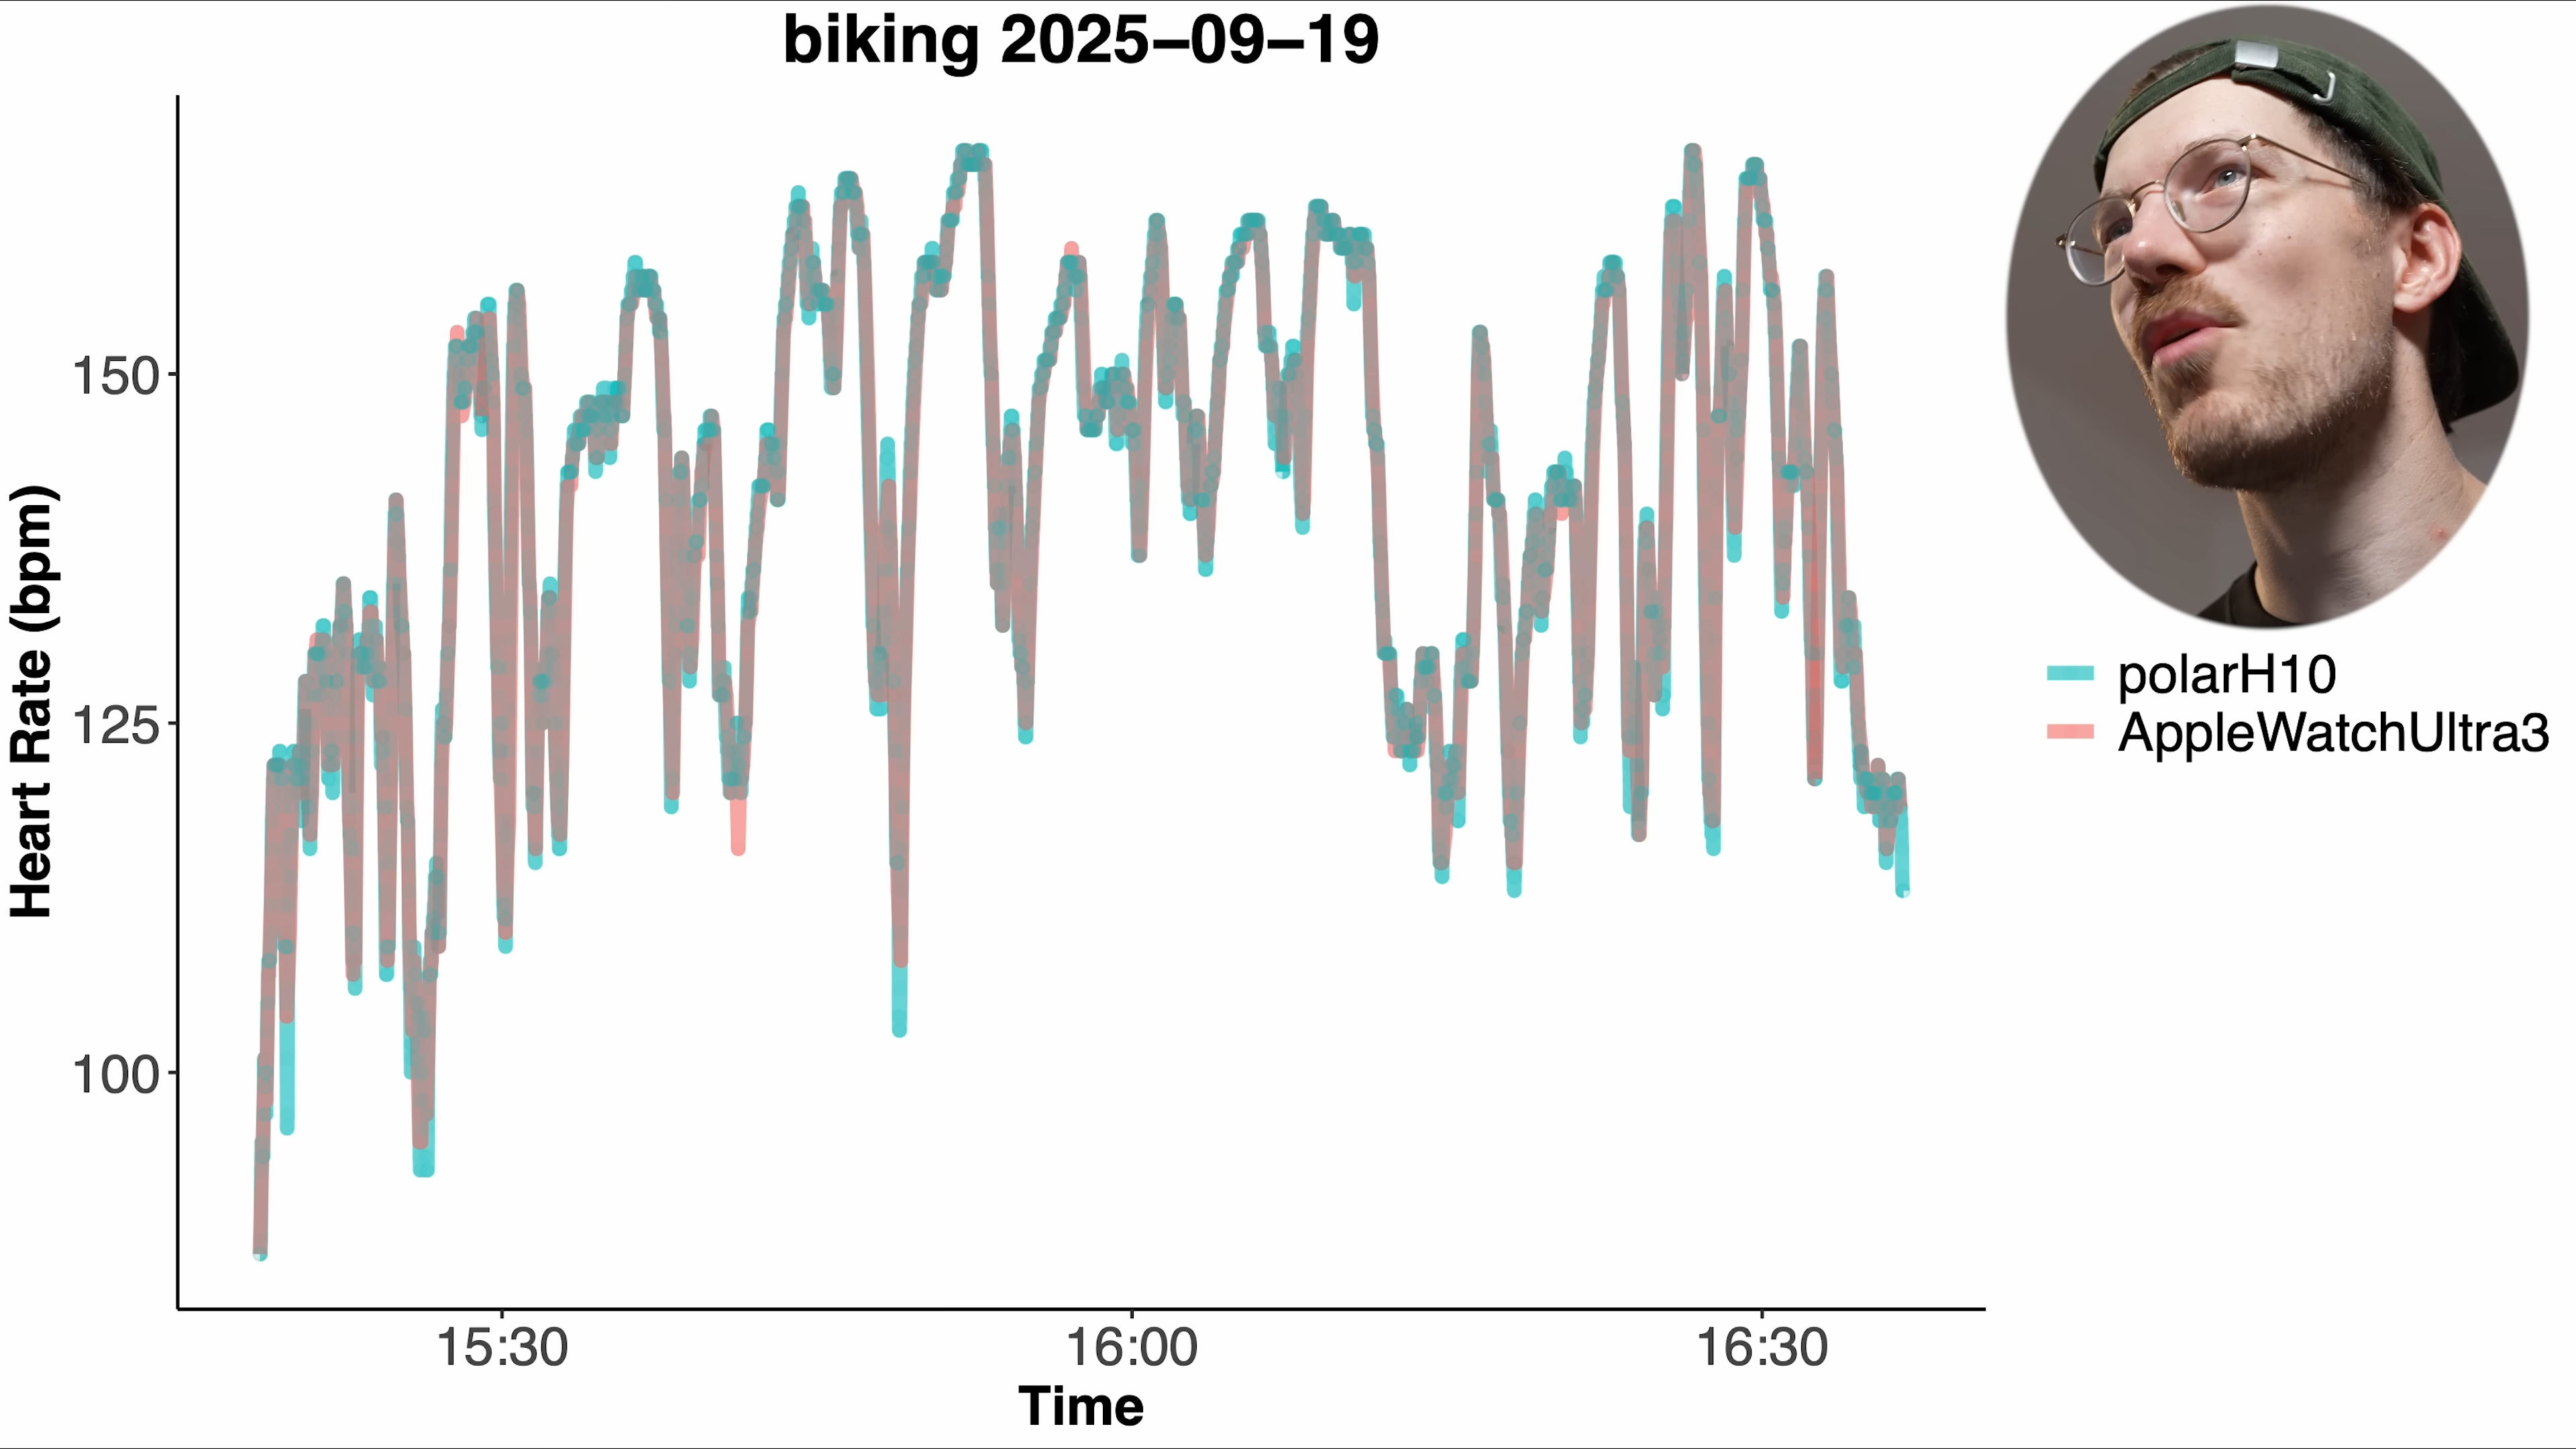 biking 2025–09–19
Heart Rate (bpm)
150
125
100
15:30
16:00
16:30
Time
polarH10
AppleWatchUltra3